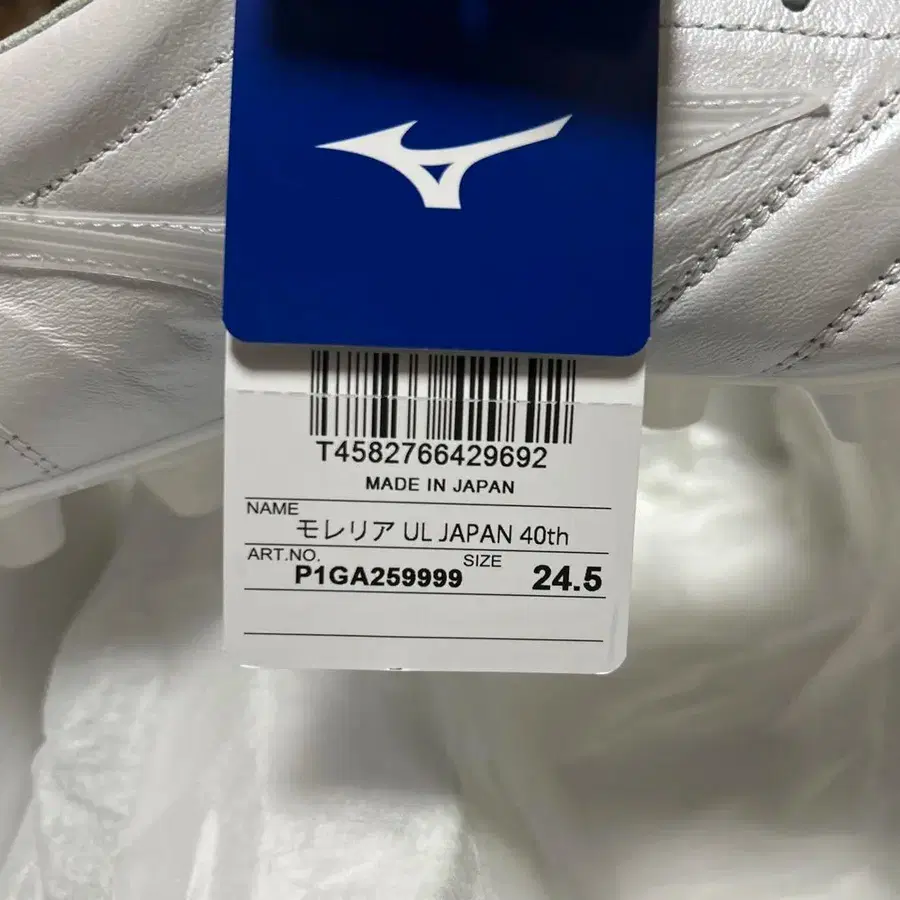 T4582766429692
MADE IN JAPAN
NAME
モレリア UL JAPAN 40th
ART.NO.
P1GA259999
SIZE
24.5